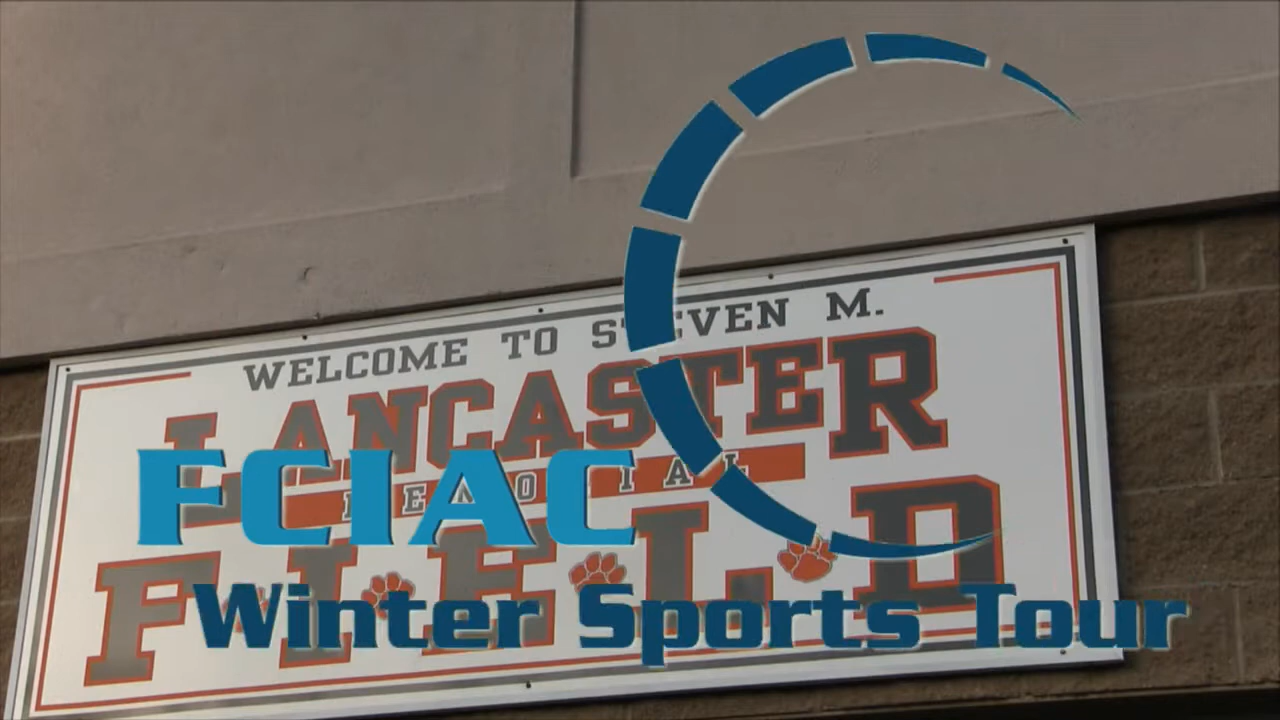 WELCOME TO STEVEN M.
LANCASTER
MEMORIAL
FIELD
FCIAC
Winter Sports Tour